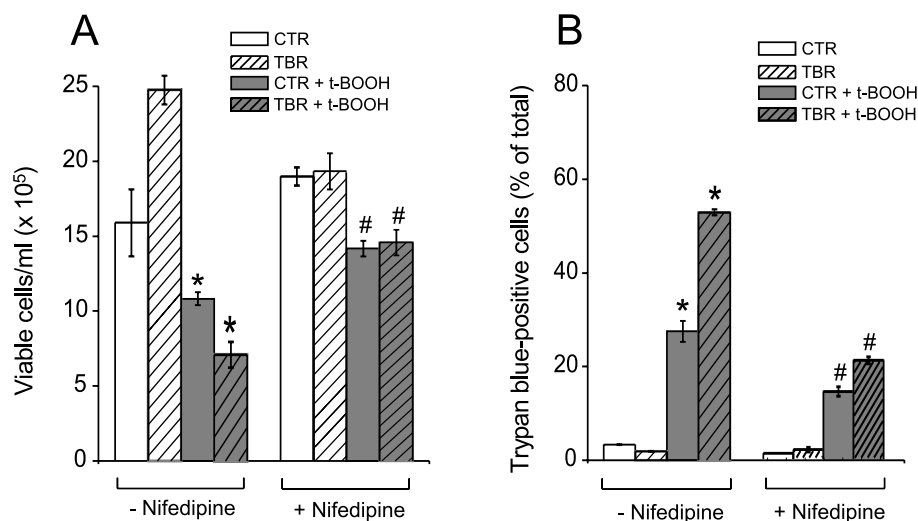 A
CTR
TBR
CTR + t-BOOH
TBR + t-BOOH
Viable cells/ml (x 10⁵)
25
20
15
10
5
0
*
*
#
#
- Nifedipine
+ Nifedipine
B
CTR
TBR
CTR + t-BOOH
TBR + t-BOOH
Trypan blue-positive cells (% of total)
80
60
40
20
0
*
*
#
#
- Nifedipine
+ Nifedipine